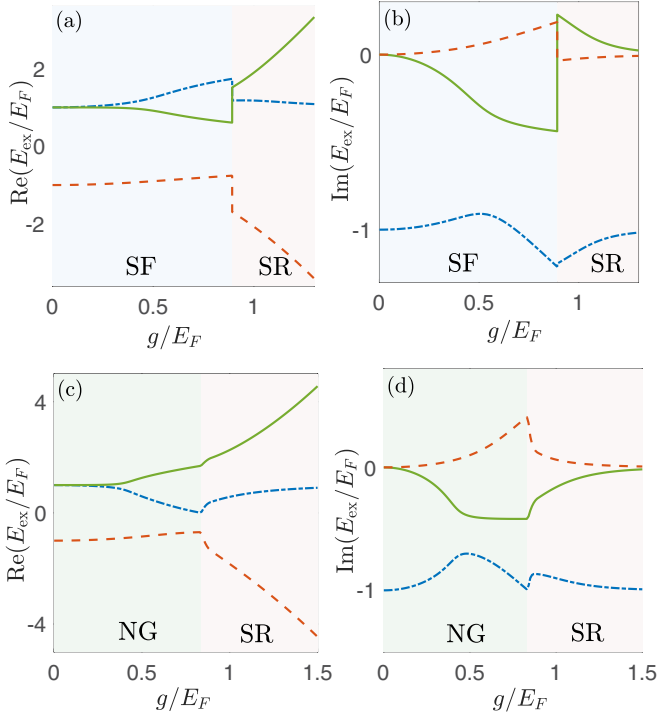 (a)
Re(E_ex/E_F)
2
0
-2
SF
SR
0
0.5
1
g/E_F
(b)
Im(E_ex/E_F)
0
-1
SF
SR
0
0.5
1
g/E_F
(c)
Re(E_ex/E_F)
4
0
-4
NG
SR
0
0.5
1
1.5
g/E_F
(d)
Im(E_ex/E_F)
0
-1
NG
SR
0
0.5
1
1.5
g/E_F